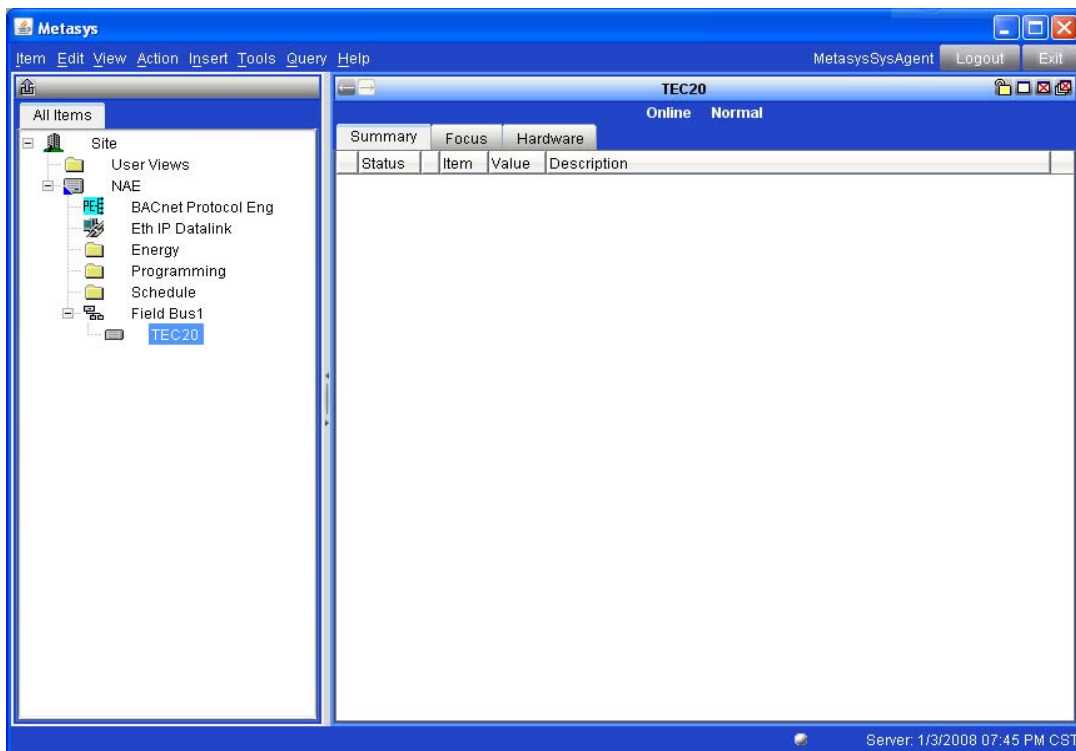 Metasys
Item Edit View Action Insert Tools Query Help MetasysSysAgent Logout Exit
TEC20
All Items
Online Normal
Summary Focus Hardware
Status Item Value Description
Site
User Views
NAE
PE BACnet Protocol Eng
Eth IP Datalink
Energy
Programming
Schedule
Field Bus1
TEC20
Server: 1/3/2008 07:45 PM CST